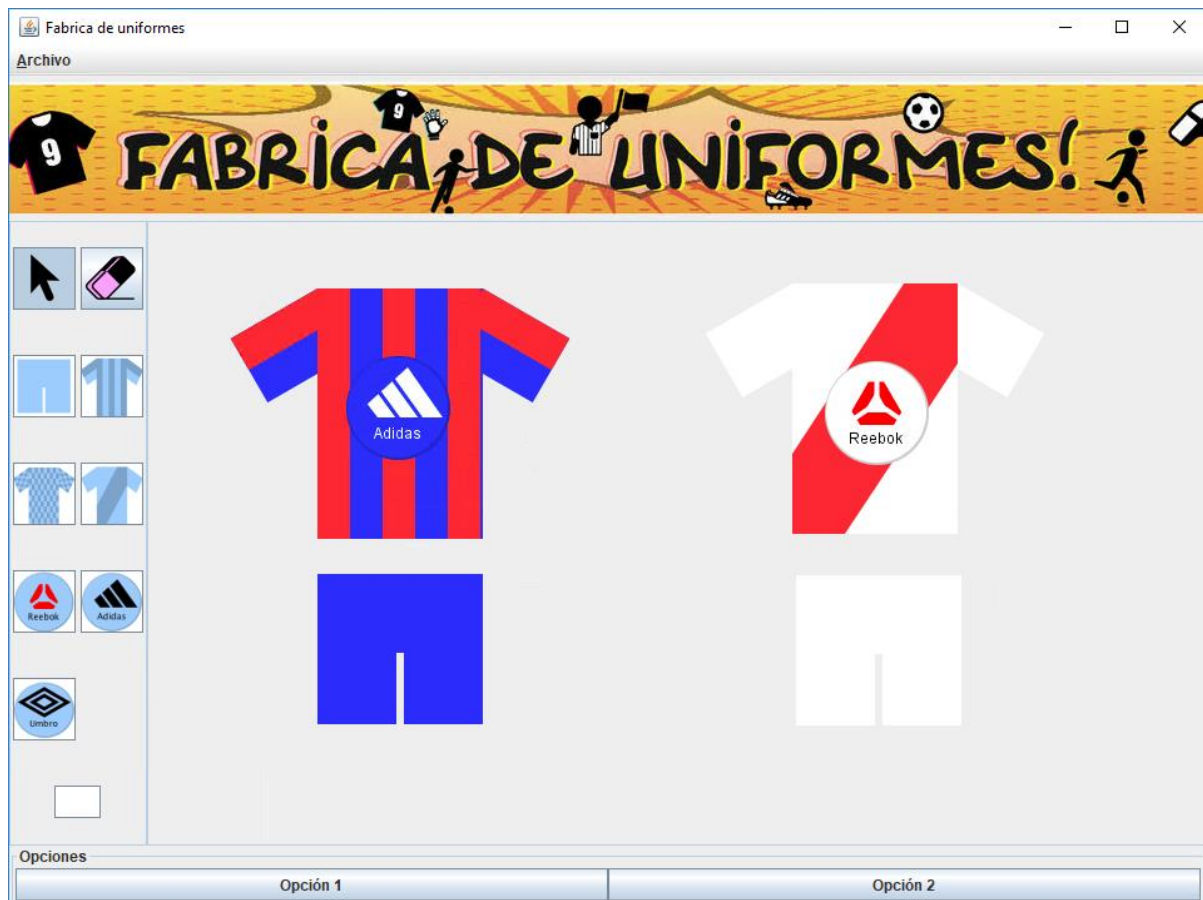 Fabrica de uniformes
Archivo
9
9
FABRICA DE UNIFORMES!
Adidas
Reebok
Reebok
Adidas
Umbro
Opciones
Opción 1
Opción 2